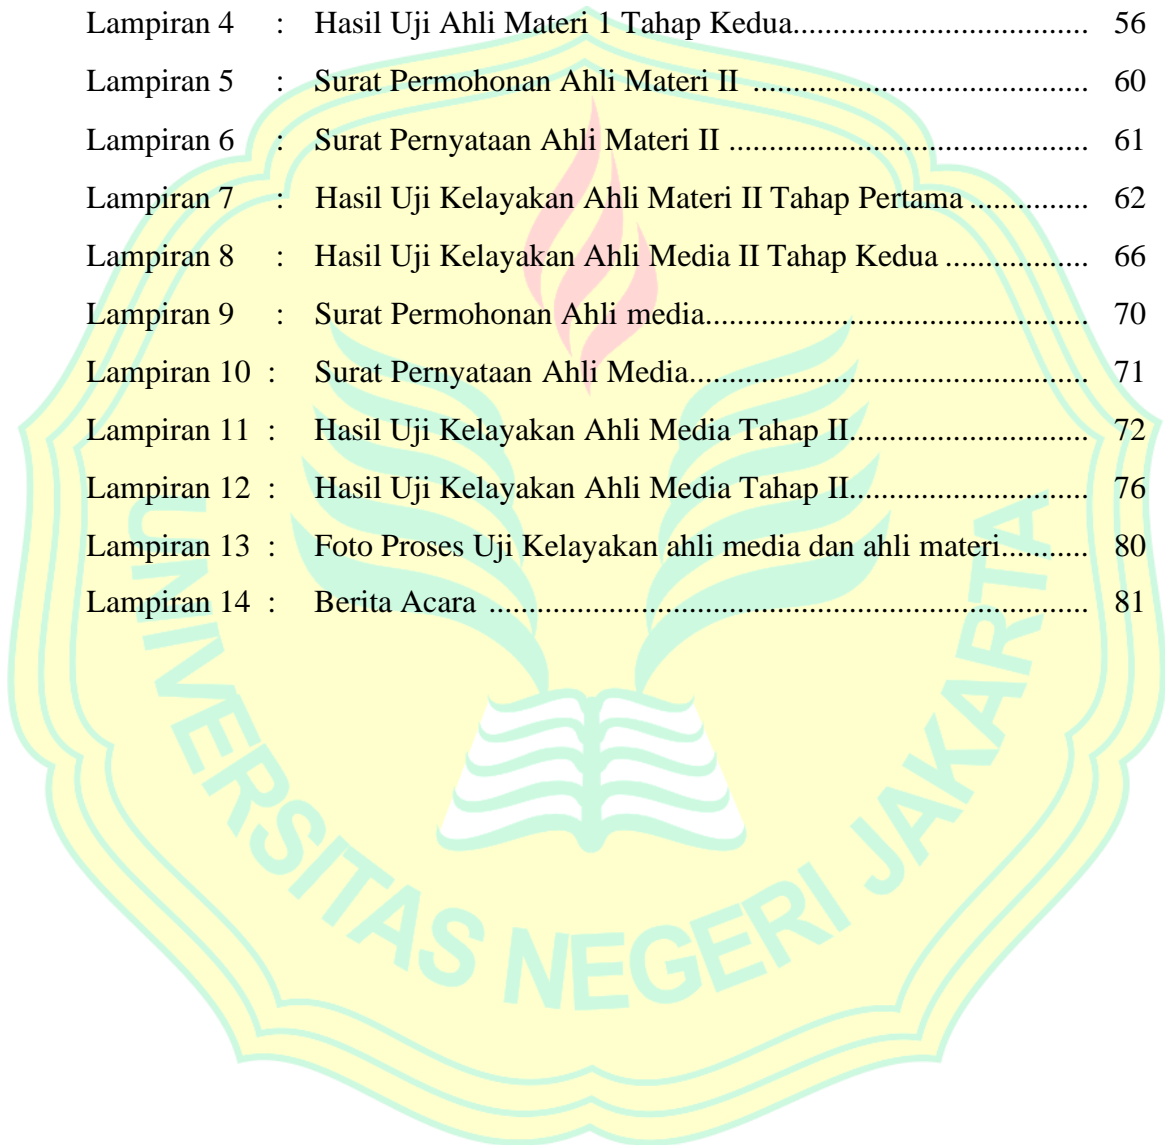 Lampiran 4 : Hasil Uji Ahli Materi 1 Tahap Kedua.................................... 56
Lampiran 5 : Surat Permohonan Ahli Materi II ......................................... 60
Lampiran 6 : Surat Pernyataan Ahli Materi II ............................................ 61
Lampiran 7 : Hasil Uji Kelayakan Ahli Materi II Tahap Pertama .............. 62
Lampiran 8 : Hasil Uji Kelayakan Ahli Media II Tahap Kedua ................. 66
Lampiran 9 : Surat Permohonan Ahli media............................................... 70
Lampiran 10 : Surat Pernyataan Ahli Media................................................. 71
Lampiran 11 : Hasil Uji Kelayakan Ahli Media Tahap II............................. 72
Lampiran 12 : Hasil Uji Kelayakan Ahli Media Tahap II............................. 76
Lampiran 13 : Foto Proses Uji Kelayakan ahli media dan ahli materi........... 80
Lampiran 14 : Berita Acara .......................................................................... 81
UNIVERSITAS NEGERI JAKARTA